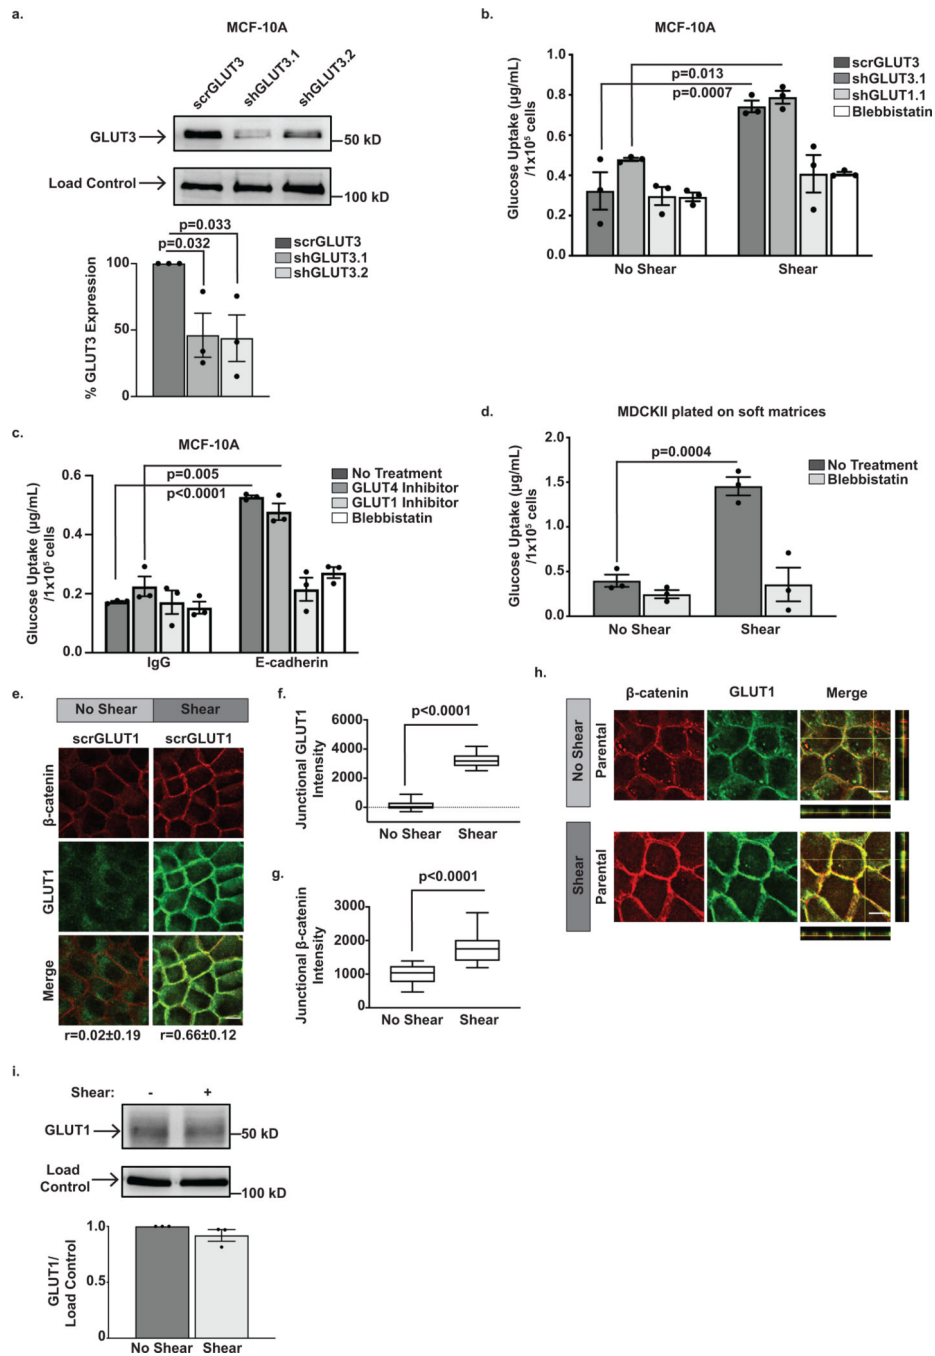 a.
MCF-10A
scrGLUT3
shGLUT3.1
shGLUT3.2
GLUT3
50 kD
Load Control
100 kD
p=0.033
p=0.032
scrGLUT3
shGLUT3.1
shGLUT3.2
% GLUT3 Expression
100
50
0
b.
MCF-10A
scrGLUT3
shGLUT3.1
shGLUT1.1
Blebbistatin
p=0.013
p=0.0007
Glucose Uptake (µg/mL)
/1x10⁵ cells
1.0
0.8
0.6
0.4
0.2
0.0
No Shear
Shear
c.
MCF-10A
No Treatment
GLUT4 Inhibitor
GLUT1 Inhibitor
Blebbistatin
p=0.005
p<0.0001
Glucose Uptake (µg/mL)
/1x10⁵ cells
0.6
0.4
0.2
0.0
IgG
E-cadherin
d.
MDCKII plated on soft matrices
No Treatment
Blebbistatin
p=0.0004
Glucose Uptake (µg/mL)
/1x10⁵ cells
2.0
1.5
1.0
0.5
0.0
No Shear
Shear
e.
No Shear
Shear
scrGLUT1
scrGLUT1
β-catenin
GLUT1
Merge
r=0.02±0.19
r=0.66±0.12
f.
p<0.0001
Junctional GLUT1
Intensity
6000
4000
2000
0
No Shear
Shear
g.
p<0.0001
Junctional β-catenin
Intensity
3000
2000
1000
0
No Shear
Shear
h.
β-catenin
GLUT1
Merge
No Shear
Parental
Shear
Parental
i.
Shear:
-
+
GLUT1
50 kD
Load
Control
100 kD
GLUT1/
Load Control
1.0
0.5
0
No Shear
Shear